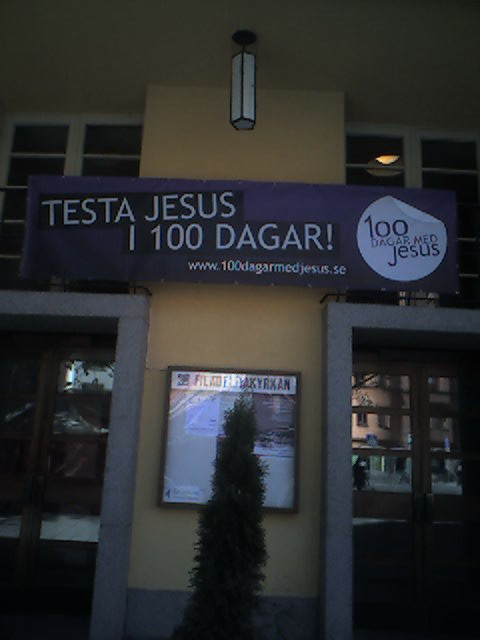 TESTA JESUS
I 100 DAGAR!
www.100dagarmedjesus.se
100
DAGAR MED
jesus
FILADELFIAKYRKAN